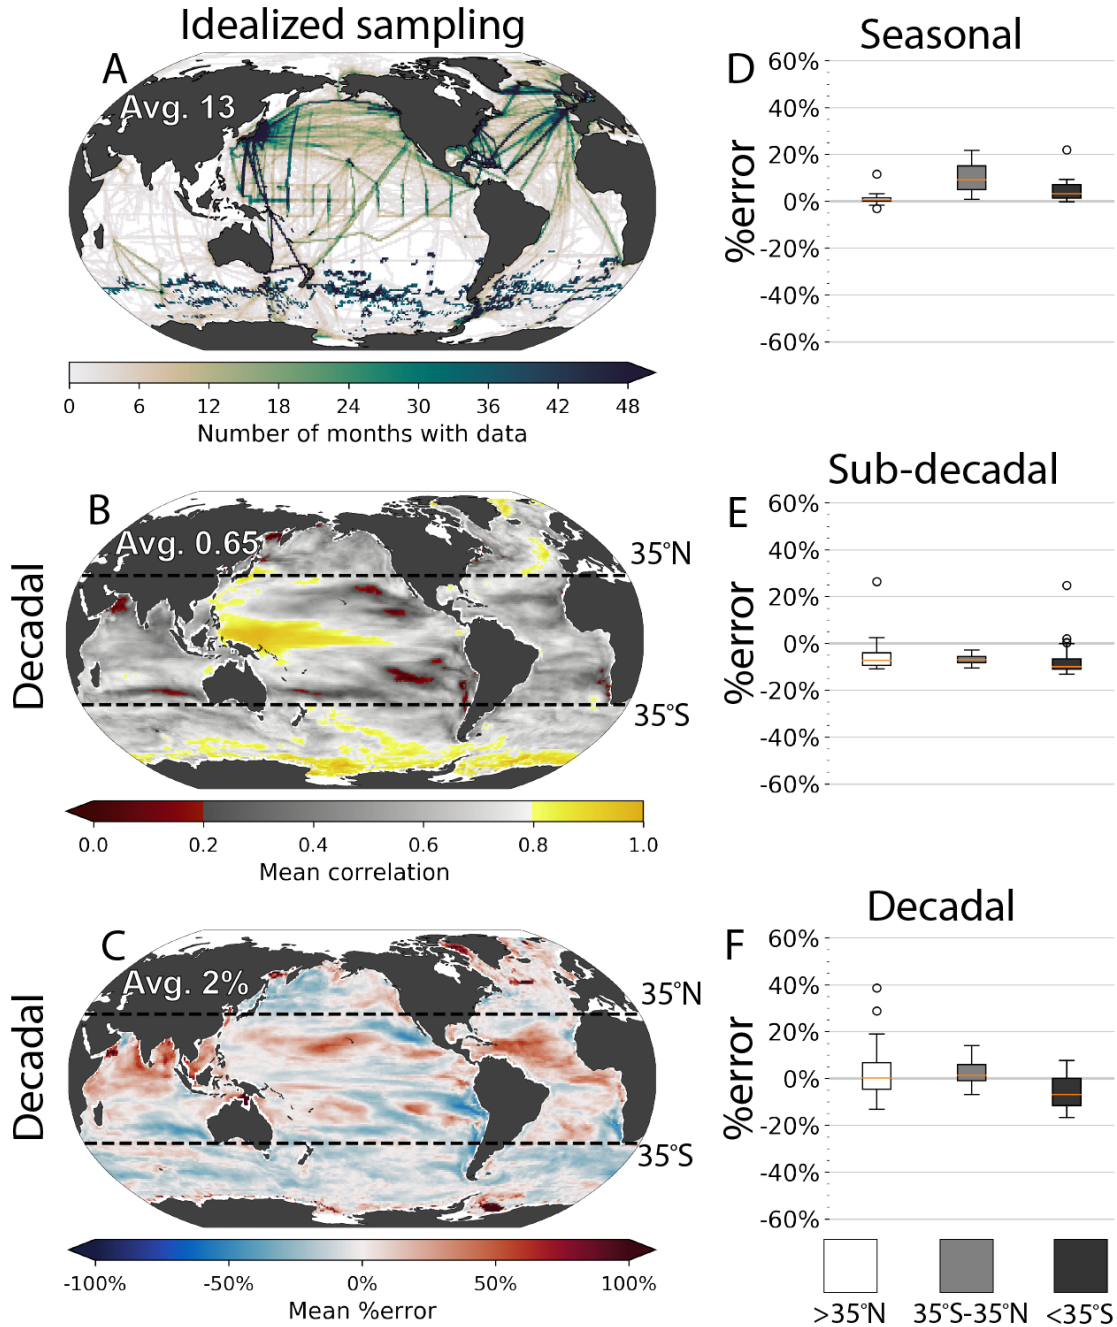 Idealized sampling
A
Avg. 13
0 6 12 18 24 30 36 42 48
Number of months with data
D
Seasonal
%error
60%
40%
20%
0%
-20%
-40%
-60%
Decadal
B
Avg. 0.65
35°N
35°S
0.0 0.2 0.4 0.6 0.8 1.0
Mean correlation
Sub-decadal
E
%error
60%
40%
20%
0%
-20%
-40%
-60%
Decadal
C
Avg. 2%
35°N
35°S
-100% -50% 0% 50% 100%
Mean %error
Decadal
F
%error
60%
40%
20%
0%
-20%
-40%
-60%
>35°N 35°S-35°N <35°S